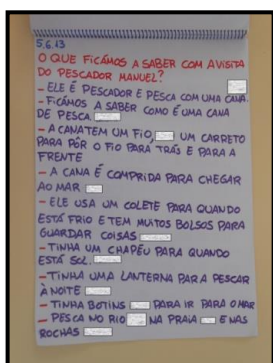 5.6.13
O QUE FICÁMOS A SABER COM A VISITA
DO PESCADOR MANUEL?
- ELE É PESCADOR E PESCA COM UMA CANA.
- FICÁMOS A SABER COMO É UMA CANA
DE PESCA
- A CANA TEM UM FIO, UM CARRETO
PARA PÔR O FIO PARA TRÁS E PARA A
FRENTE
- A CANA É COMPRIDA PARA CHEGAR
AO MAR
- ELE USA UM COLETE PARA QUANDO
ESTÁ FRIO E TEM MUITOS BOLSOS PARA
GUARDAR COISAS
- TINHA UM CHAPÉU PARA QUANDO
ESTÁ SOL.
- TINHA UMA LANTERNA PARA PESCAR
À NOITE
- TINHA BOTINS PARA IR PARA O MAR
- PESCA NO RIO NA PRAIA E NAS
ROCHAS